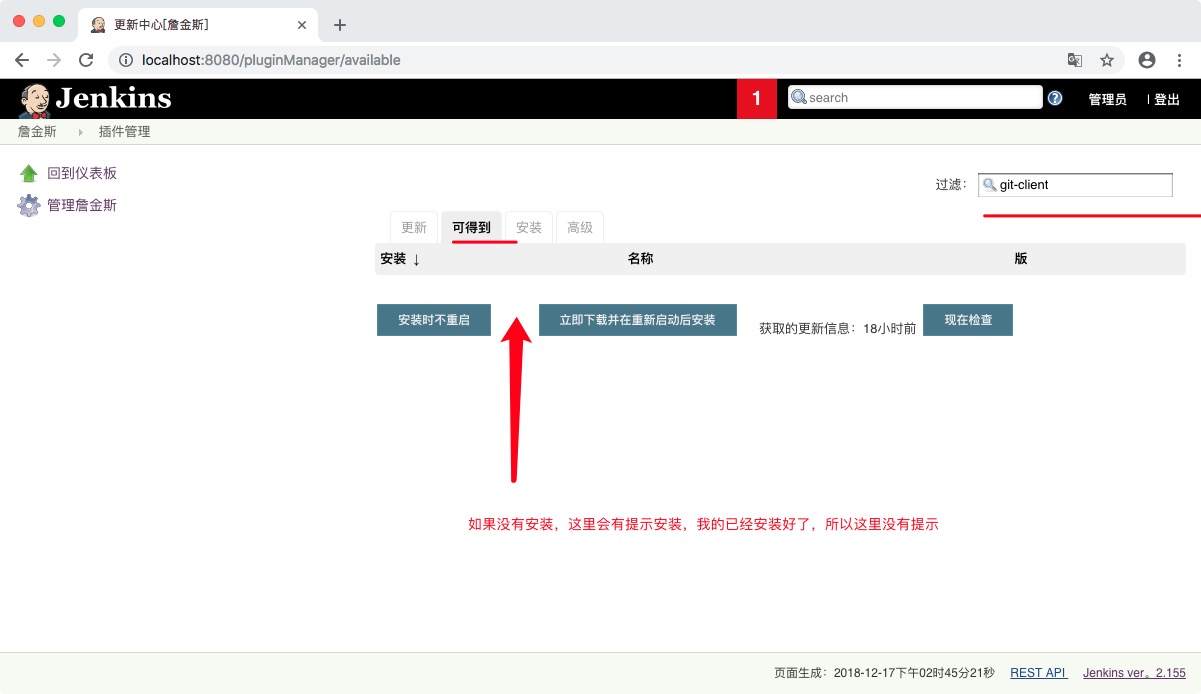 更新中心[詹金斯]
localhost:8080/pluginManager/available
Jenkins
1
search
管理员
| 登出
詹金斯
插件管理
回到仪表板
管理詹金斯
过滤：
git-client
更新
可得到
安装
高级
安装 ↓
名称
版
安装时不重启
立即下载并在重新启动后安装
获取的更新信息：18小时前
现在检查
如果没有安装，这里会有提示安装，我的已经安装好了，所以这里没有提示
页面生成：2018-12-17下午02时45分21秒
REST API
Jenkins ver。2.155